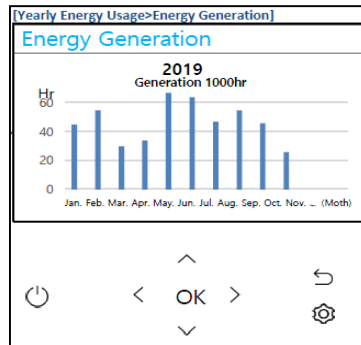 [Yearly Energy Usage>Energy Generation]
Energy Generation
2019
Generation 1000hr
Hr
60
40
20
0
Jan. Feb. Mar. Apr. May. Jun. Jul. Aug. Sep. Oct. Nov. ... (Moth)
OK